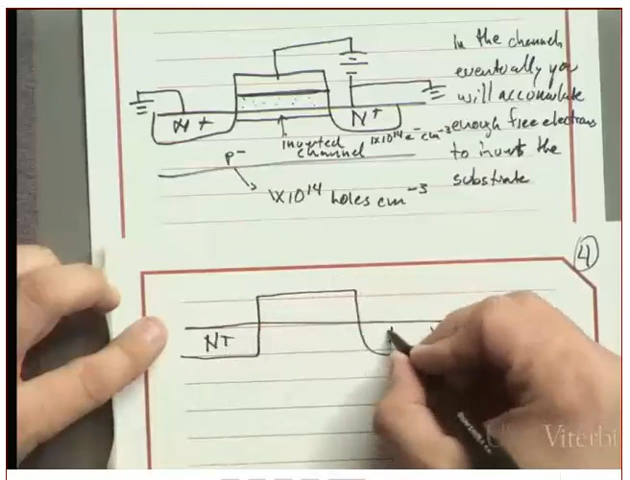 In the channel
eventually you
will accumulate
enough free electrons
to invert the
substrate
N+
N+
inverted
channel
1X10^14 e- cm-3
p-
1X10^14 holes cm-3
4
N+
Viterbi